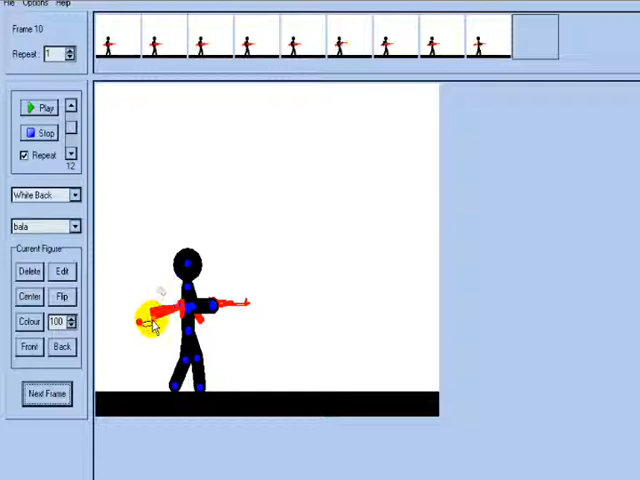 File Options Help
Frame 10
Repeat: 1
Play
Stop
Repeat
12
White Back
bala
Current Figure
Delete Edit
Center Flip
Colour 100
Front Back
Next Frame